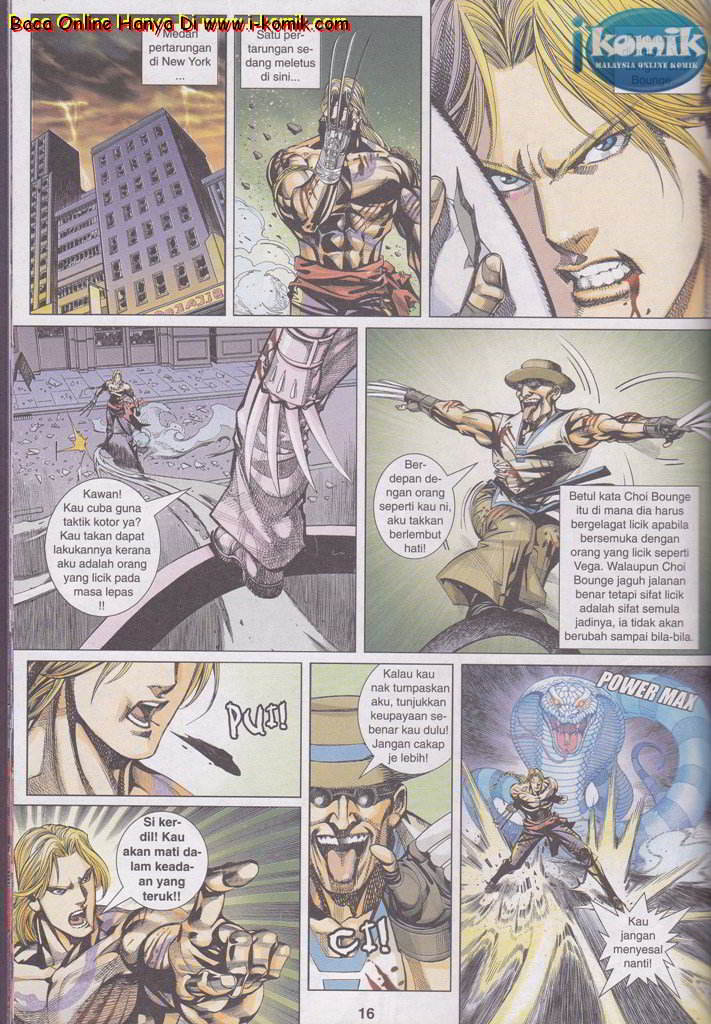 Baca Online Hanya Di www.i-komik.com
i komik
MALAYSIA ONLINE KOMIK
Medan
pertarungan
di New York
...
Satu per-
tarungan se-
dang meletus
di sini...
Bounge
Kawan!
Kau cuba guna
taktik kotor ya?
Kau takan dapat
lakukannya kerana
aku adalah orang
yang licik pada
masa lepas
!!
Ber-
depan de-
ngan orang
seperti kau ni,
aku takkan
berlembut
hati!
Betul kata Choi Bounge
itu di mana dia harus
bergelagat licik apabila
bersemuka dengan
orang yang licik seperti
Vega. Walaupun Choi
Bounge jaguh jalanan
benar tetapi sifat licik
adalah sifat semula
jadinya, ia tidak akan
berubah sampai bila-bila.
PUI!
Kalau kau
nak tumpaskan
aku, tunjukkan
keupayaan se-
benar kau dulu!
Jangan cakap
je lebih!
POWER MAX
Si ker-
dil! Kau
akan mati da-
lam keada-
an yang
teruk!!
CI!
Kau
jangan
menyesal
nanti!
16